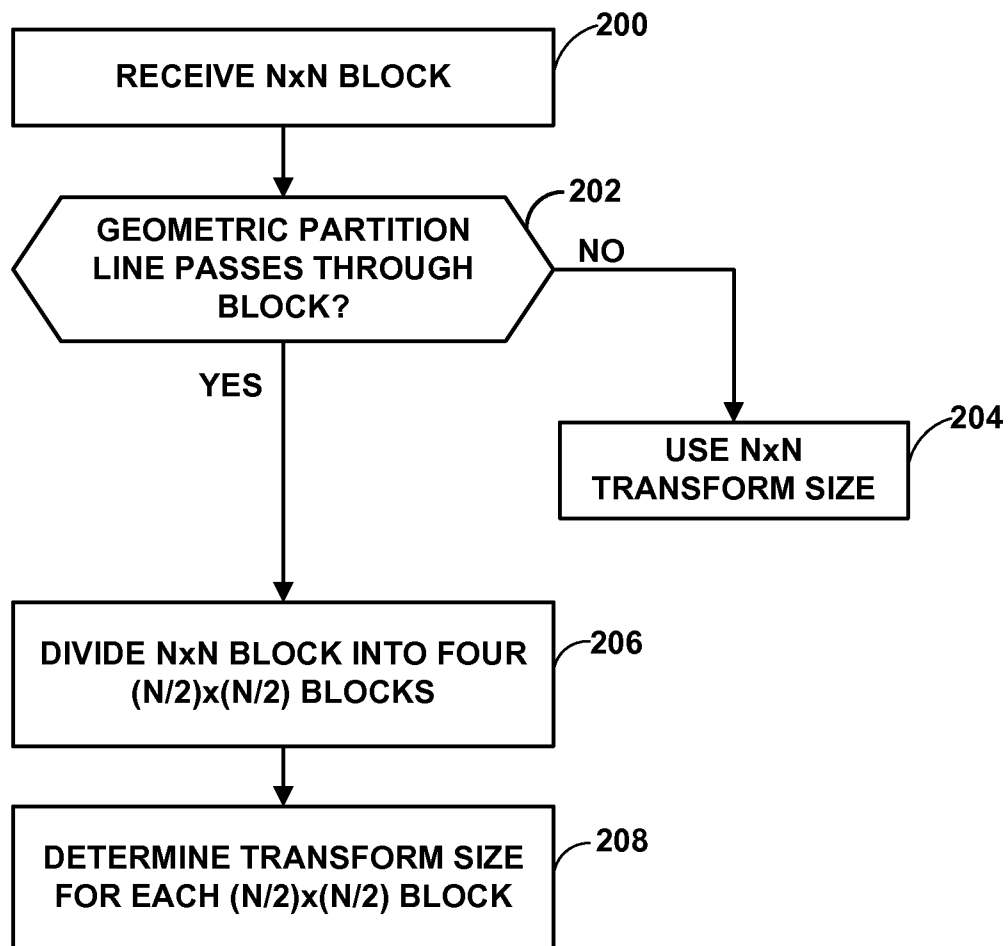 200
RECEIVE NxN BLOCK
202
GEOMETRIC PARTITION
LINE PASSES THROUGH
BLOCK?
NO
YES
204
USE NxN
TRANSFORM SIZE
206
DIVIDE NxN BLOCK INTO FOUR
(N/2)x(N/2) BLOCKS
208
DETERMINE TRANSFORM SIZE
FOR EACH (N/2)x(N/2) BLOCK